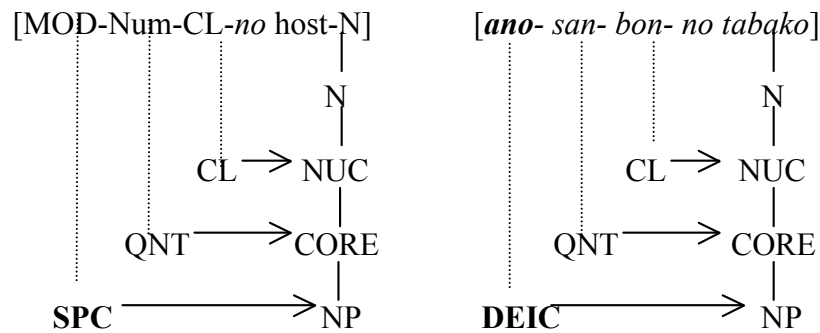 [MOD-Num-CL-no host-N] [ano- san- bon- no tabako]
N N
CL NUC CL NUC
QNT CORE QNT CORE
SPC NP DEIC NP